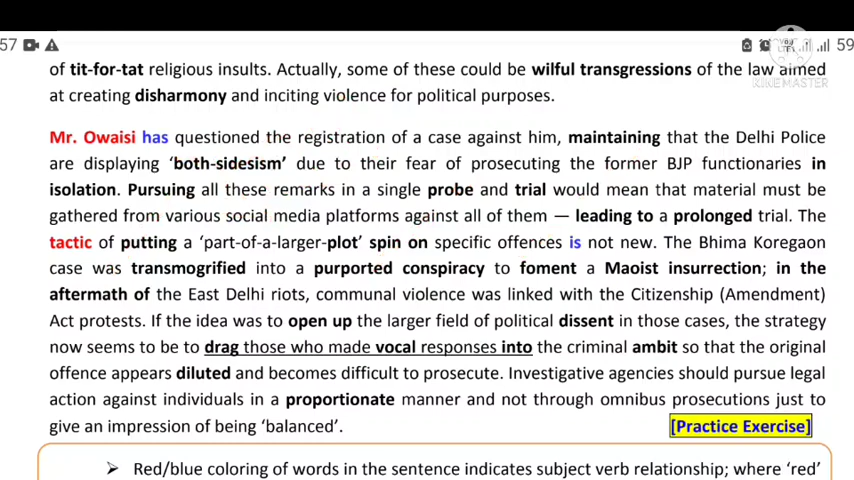 57 59
KINEMASTER
of tit-for-tat religious insults. Actually, some of these could be wilful transgressions of the law aimed
at creating disharmony and inciting violence for political purposes.
Mr. Owaisi has questioned the registration of a case against him, maintaining that the Delhi Police
are displaying ‘both-sidesism’ due to their fear of prosecuting the former BJP functionaries in
isolation. Pursuing all these remarks in a single probe and trial would mean that material must be
gathered from various social media platforms against all of them — leading to a prolonged trial. The
tactic of putting a ‘part-of-a-larger-plot’ spin on specific offences is not new. The Bhima Koregaon
case was transmogrified into a purported conspiracy to foment a Maoist insurrection; in the
aftermath of the East Delhi riots, communal violence was linked with the Citizenship (Amendment)
Act protests. If the idea was to open up the larger field of political dissent in those cases, the strategy
now seems to be to drag those who made vocal responses into the criminal ambit so that the original
offence appears diluted and becomes difficult to prosecute. Investigative agencies should pursue legal
action against individuals in a proportionate manner and not through omnibus prosecutions just to
give an impression of being ‘balanced’. [Practice Exercise]
➢ Red/blue coloring of words in the sentence indicates subject verb relationship; where ‘red’